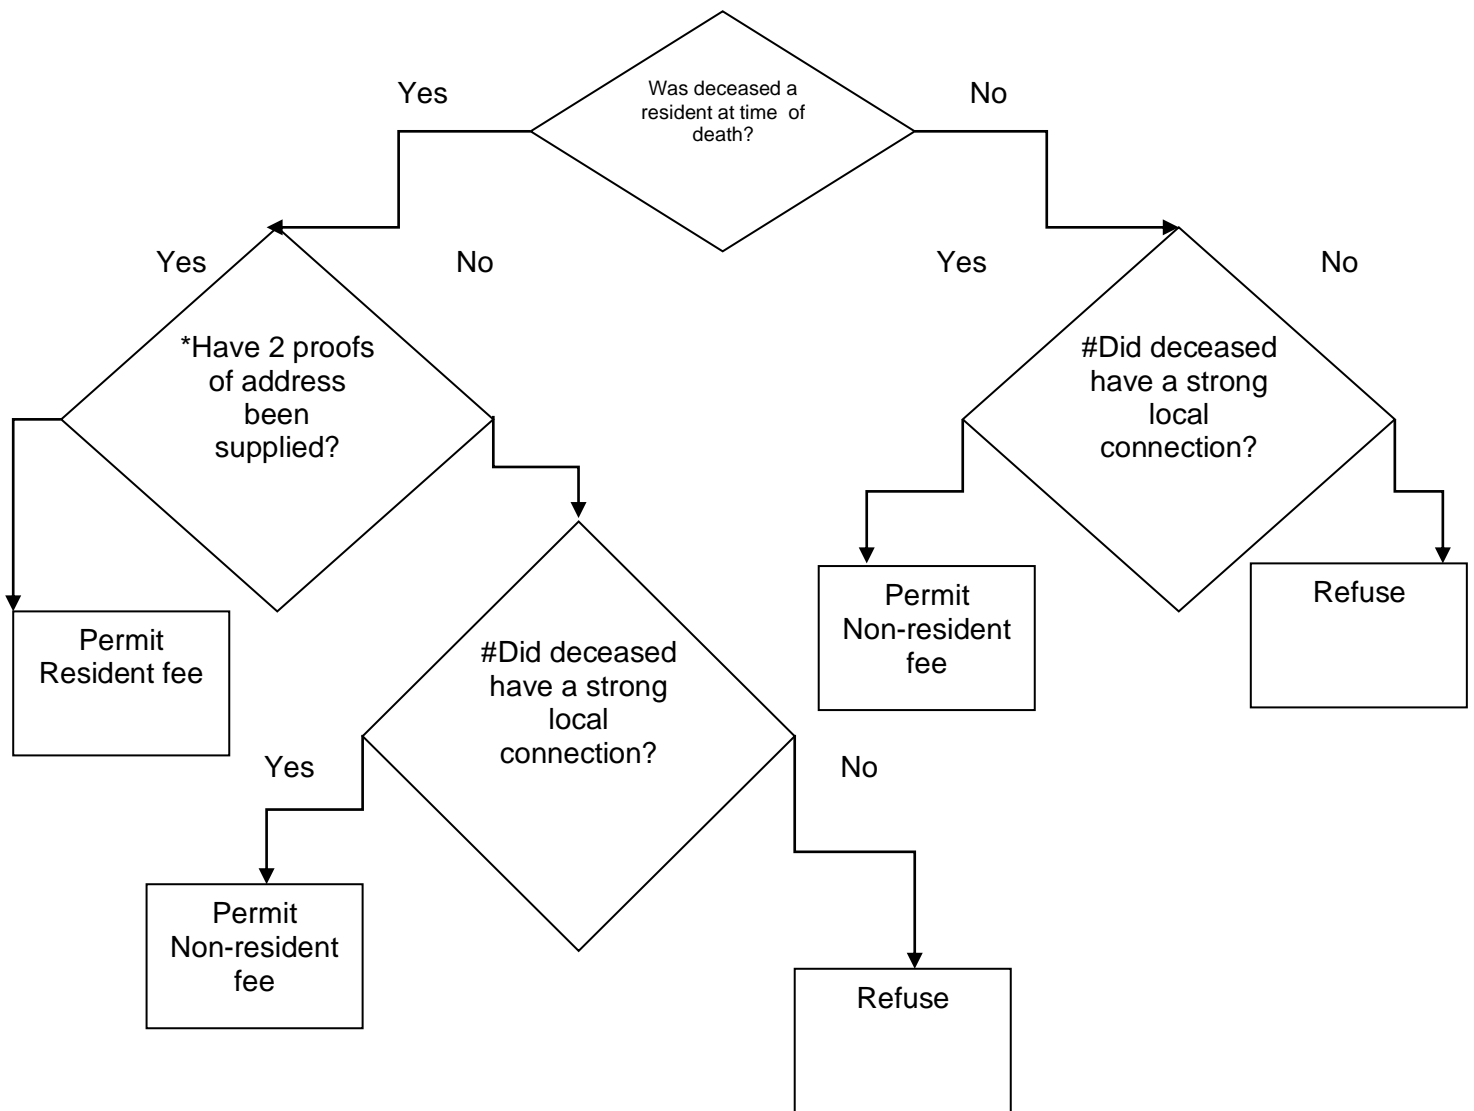 Was deceased a
resident at time of
death?
Yes
No
Yes
No
Yes
No
*Have 2 proofs
of address
been
supplied?
#Did deceased
have a strong
local
connection?
Permit
Resident fee
#Did deceased
have a strong
local
connection?
Permit
Non-resident
fee
Refuse
Yes
No
Permit
Non-resident
fee
Refuse